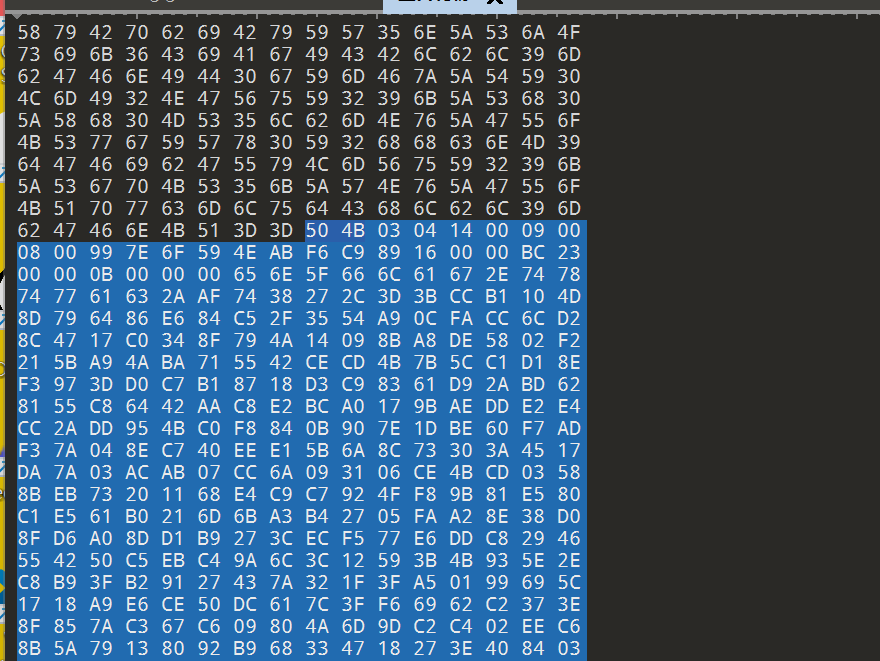 58 79 42 70 62 69 42 79 59 57 35 6E 5A 53 6A 4F
73 69 6B 36 43 69 41 67 49 43 42 6C 62 6C 39 6D
62 47 46 6E 49 44 30 67 59 6D 46 7A 5A 54 59 30
4C 6D 49 32 4E 47 56 75 59 32 39 6B 5A 53 68 30
5A 58 68 30 4D 53 35 6C 62 6D 4E 76 5A 47 55 6F
4B 53 77 67 59 57 78 30 59 32 68 68 63 6E 4D 39
64 47 46 69 62 47 55 79 4C 6D 56 75 59 32 39 6B
5A 53 67 70 4B 53 35 6B 5A 57 4E 76 5A 47 55 6F
4B 51 70 77 63 6D 6C 75 64 43 68 6C 62 6C 39 6D
62 47 46 6E 4B 51 3D 3D 50 4B 03 04 14 00 09 00
08 00 99 7E 6F 59 4E AB F6 C9 89 16 00 00 BC 23
00 00 0B 00 00 00 65 6E 5F 66 6C 61 67 2E 74 78
74 77 61 63 2A AF 74 38 27 2C 3D 3B CC B1 10 4D
8D 79 64 86 E6 84 C5 2F 35 54 A9 0C FA CC 6C D2
8C 47 17 C0 34 8F 79 4A 14 09 8B A8 DE 58 02 F2
21 5B A9 4A BA 71 55 42 CE CD 4B 7B 5C C1 D1 8E
F3 97 3D D0 C7 B1 87 18 D3 C9 83 61 D9 2A BD 62
81 55 C8 64 42 AA C8 E2 BC A0 17 9B AE DD E2 E4
CC 2A DD 95 4B C0 F8 84 0B 90 7E 1D BE 60 F7 AD
F3 7A 04 8E C7 40 EE E1 5B 6A 8C 73 30 3A 45 17
DA 7A 03 AC AB 07 CC 6A 09 31 06 CE 4B CD 03 58
8B EB 73 20 11 68 E4 C9 C7 92 4F F8 9B 81 E5 80
C1 E5 61 B0 21 6D 6B A3 B4 27 05 FA A2 8E 38 D0
8F D6 A0 8D D1 B9 27 3C EC F5 77 E6 DD C8 29 46
55 42 50 C5 EB C4 9A 6C 3C 12 59 3B 4B 93 5E 2E
C8 B9 3F B2 91 27 43 7A 32 1F 3F A5 01 99 69 5C
17 18 A9 E6 CE 50 DC 61 7C 3F F6 69 62 C2 37 3E
8F 85 7A C3 67 C6 09 80 4A 6D 9D C2 C4 02 EE C6
8B 5A 79 13 80 92 B9 68 33 47 18 27 3E 40 84 03